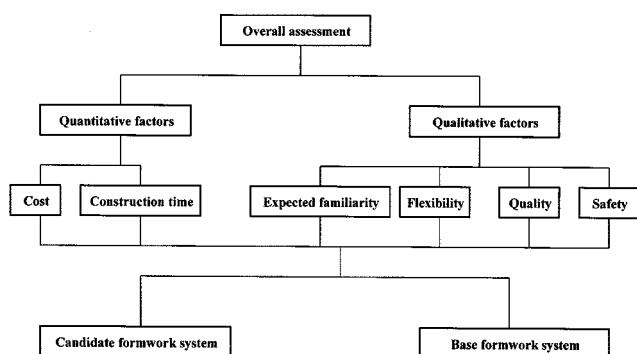 Overall assessment
Quantitative factors
Qualitative factors
Cost
Construction time
Expected familiarity
Flexibility
Quality
Safety
Candidate formwork system
Base formwork system